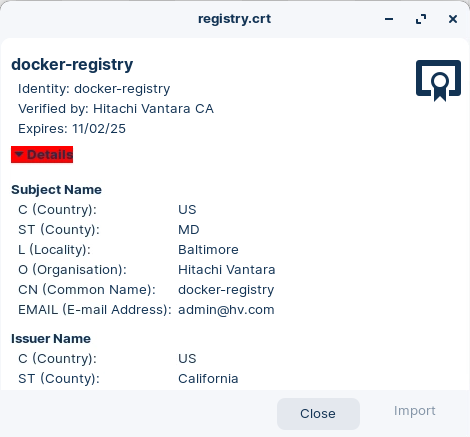 registry.crt
docker-registry
Identity: docker-registry
Verified by: Hitachi Vantara CA
Expires: 11/02/25
Details
Subject Name
C (Country): US
ST (County): MD
L (Locality): Baltimore
O (Organisation): Hitachi Vantara
CN (Common Name): docker-registry
EMAIL (E-mail Address): admin@hv.com
Issuer Name
C (Country): US
ST (County): California
Close Import